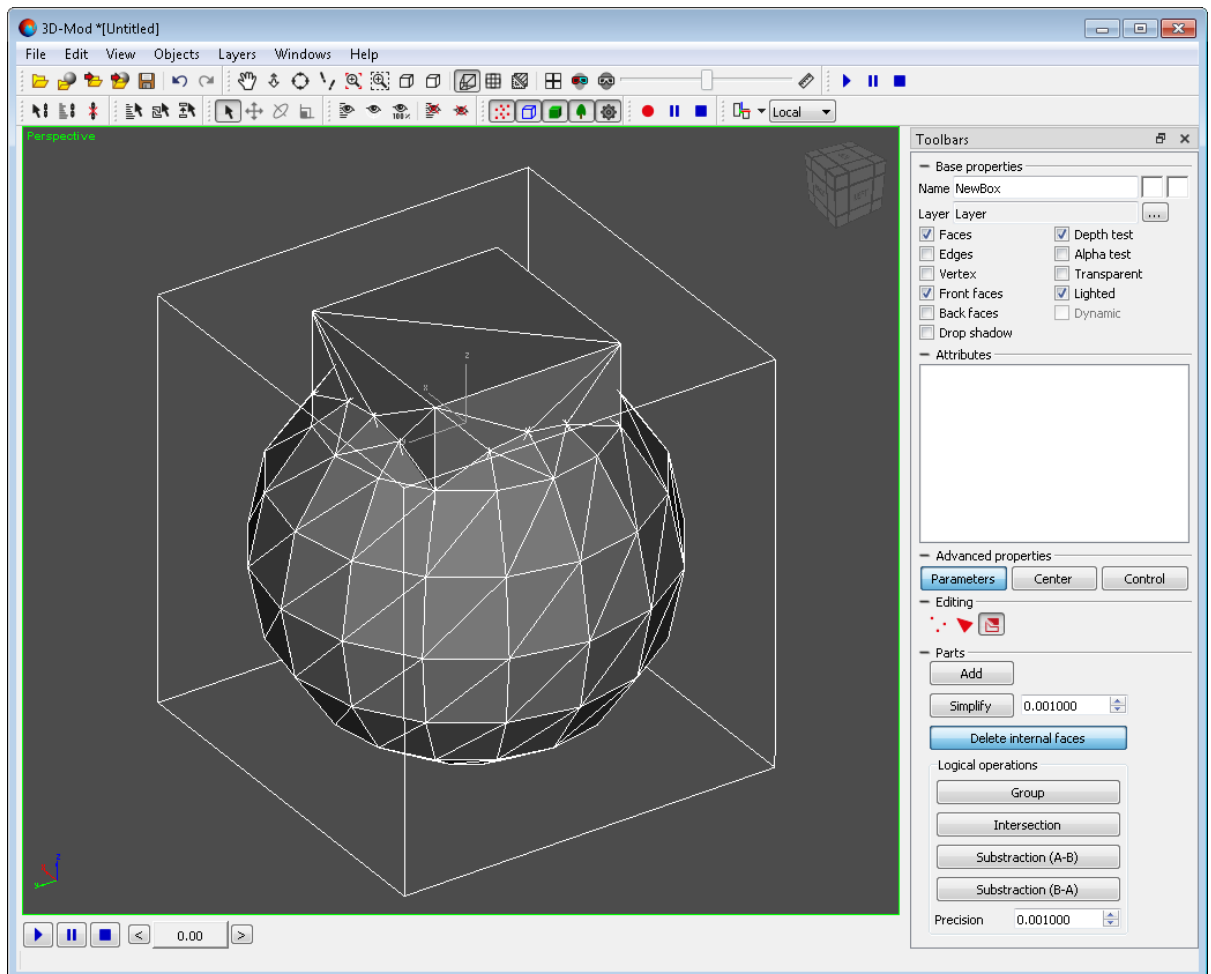 3D-Mod *[Untitled]
File Edit View Objects Layers Windows Help
100%
Local
Perspective
z
x
z
y
0.00
Toolbars
Base properties
Name NewBox
Layer Layer ...
Faces Depth test
Edges Alpha test
Vertex Transparent
Front faces Lighted
Back faces Dynamic
Drop shadow
Attributes
Advanced properties
Parameters Center Control
Editing
Parts
Add
Simplify 0.001000
Delete internal faces
Logical operations
Group
Intersection
Substraction (A-B)
Substraction (B-A)
Precision 0.001000